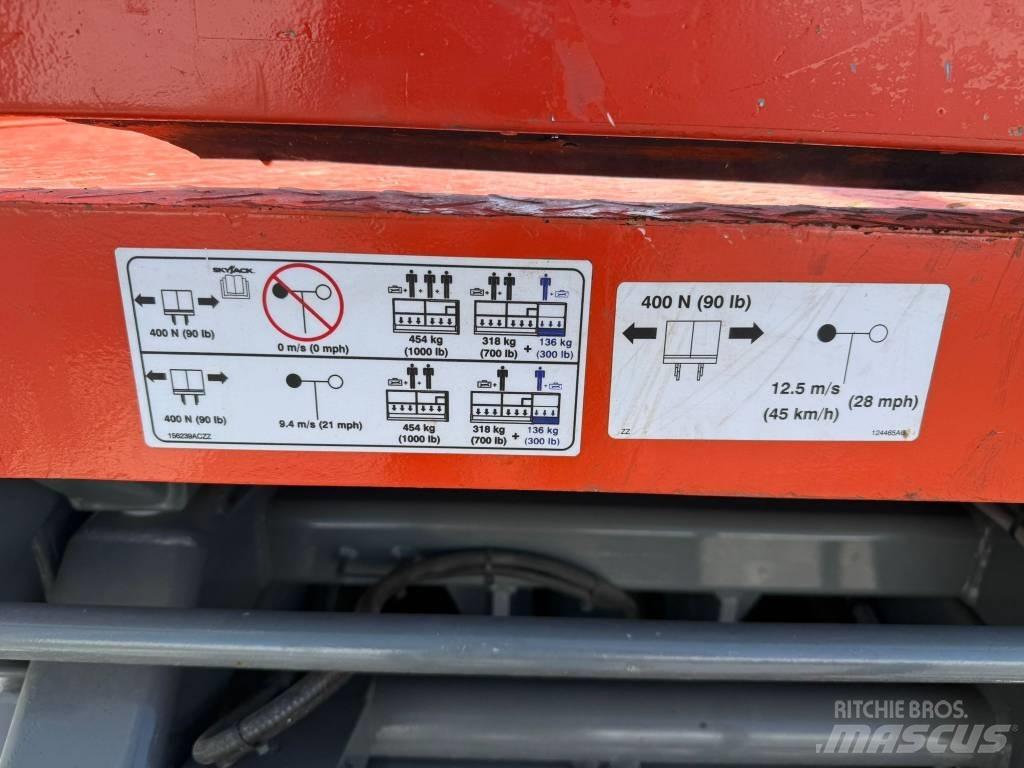 SKYJACK
400 N (90 lb)
0 m/s (0 mph)
454 kg
(1000 lb)
318 kg
(700 lb)
+
136 kg
(300 lb)
400 N (90 lb)
9.4 m/s (21 mph)
454 kg
(1000 lb)
318 kg
(700 lb)
+
136 kg
(300 lb)
156239ACZZ
400 N (90 lb)
12.5 m/s
(45 km/h)
(28 mph)
ZZ
RITCHIE BROS.
MASCUS